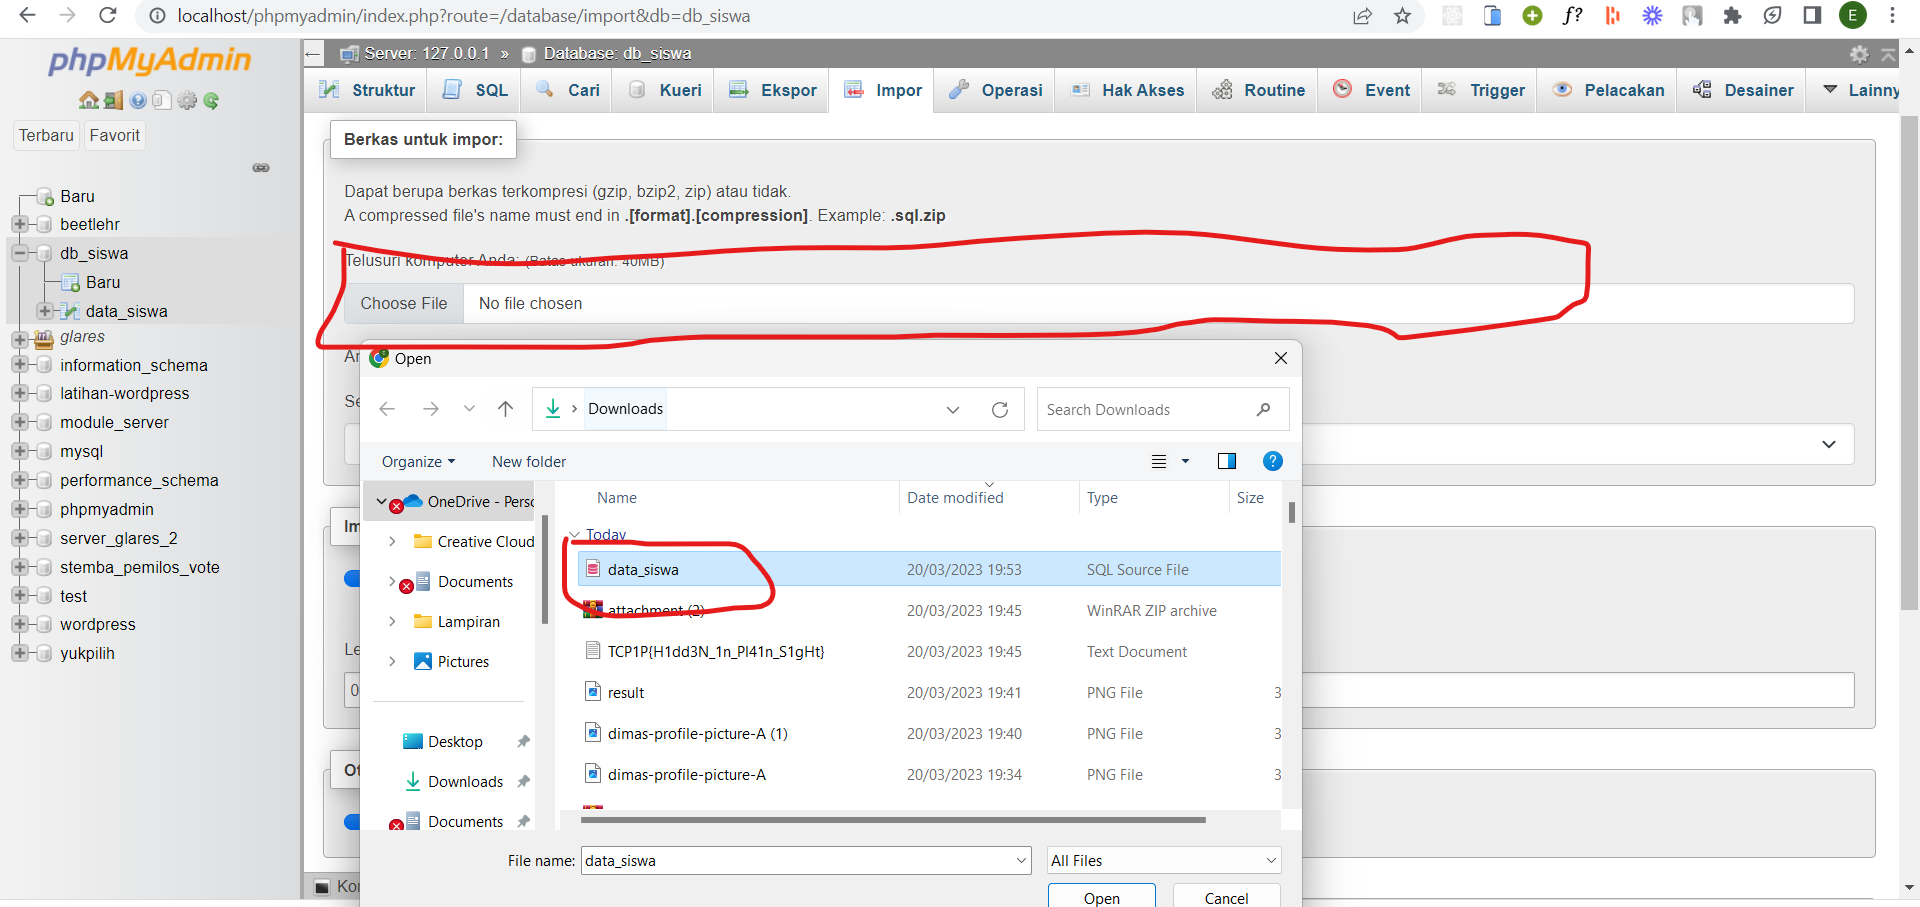 localhost/phpmyadmin/index.php?route=/database/import&db=db_siswa
f?
E
phpMyAdmin
Terbaru
Favorit
Baru
beetlehr
db_siswa
Baru
data_siswa
glares
information_schema
latihan-wordpress
module_server
mysql
performance_schema
phpmyadmin
server_glares_2
stemba_pemilos_vote
test
wordpress
yukpilih
Server: 127.0.0.1 » Database: db_siswa
Struktur
SQL
Cari
Kueri
Ekspor
Impor
Operasi
Hak Akses
Routine
Event
Trigger
Pelacakan
Desainer
Lainny
Berkas untuk impor:
Dapat berupa berkas terkompresi (gzip, bzip2, zip) atau tidak.
A compressed file's name must end in .[format].[compression]. Example: .sql.zip
Telusuri komputer Anda: (Batas ukuran: 40MB)
Choose File No file chosen
Open
Downloads
Search Downloads
Organize
New folder
OneDrive - Perso
Creative Cloud
Documents
Lampiran
Pictures
Desktop
Downloads
Documents
Name Date modified Type Size
Today
data_siswa 20/03/2023 19:53 SQL Source File
attachment (2) 20/03/2023 19:45 WinRAR ZIP archive
TCP1P{H1dd3N_1n_Pl41n_S1gHt} 20/03/2023 19:45 Text Document
result 20/03/2023 19:41 PNG File 3
dimas-profile-picture-A (1) 20/03/2023 19:40 PNG File 3
dimas-profile-picture-A 20/03/2023 19:34 PNG File 3
File name: data_siswa
All Files
Open
Cancel
Im
Le
0
Ot
Kon